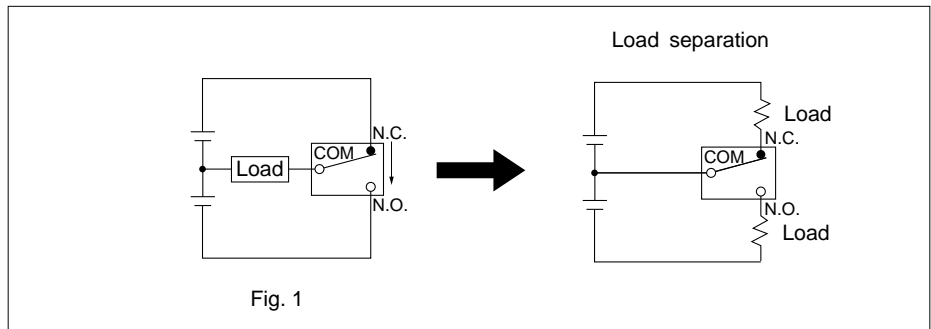 Load separation
N.C.
COM
Load
N.O.
Fig. 1
Load
N.C.
COM
N.O.
Load